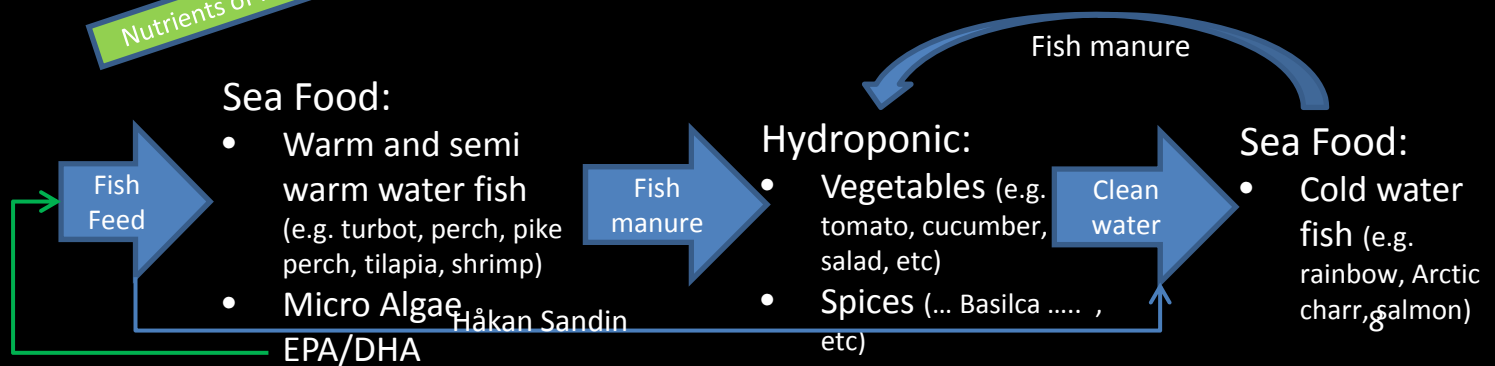 Nutrients of
Fish manure
Fish
Feed
Sea Food:
• Warm and semi
warm water fish
(e.g. turbot, perch, pike
perch, tilapia, shrimp)
• Micro Algae
EPA/DHA
Fish
manure
Hydroponic:
• Vegetables (e.g.
tomato, cucumber,
salad, etc)
• Spices (... Basilca ..... ,
etc)
Clean
water
Sea Food:
• Cold water
fish (e.g.
rainbow, Arctic
charr, salmon)
Håkan Sandin
8